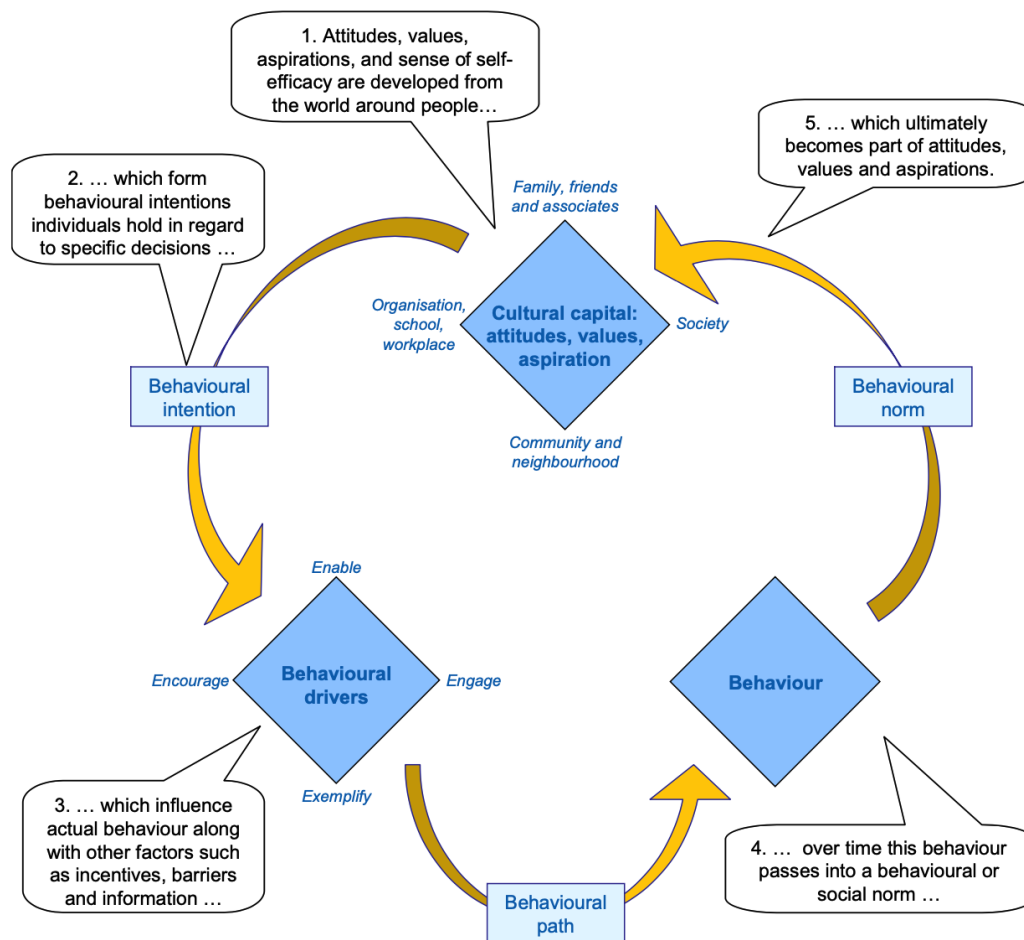 1. Attitudes, values,
aspirations, and sense of self-
efficacy are developed from
the world around people…
5. … which ultimately
becomes part of attitudes,
values and aspirations.
2. … which form
behavioural intentions
individuals hold in regard
to specific decisions …
Family, friends
and associates
Organisation,
school,
workplace
Cultural capital:
attitudes, values,
aspiration
Society
Community and
neighbourhood
Behavioural
intention
Behavioural
norm
Enable
Encourage
Behavioural
drivers
Engage
Exemplify
Behaviour
3. … which influence
actual behaviour along
with other factors such
as incentives, barriers
and information …
4. … over time this behaviour
passes into a behavioural or
social norm …
Behavioural
path